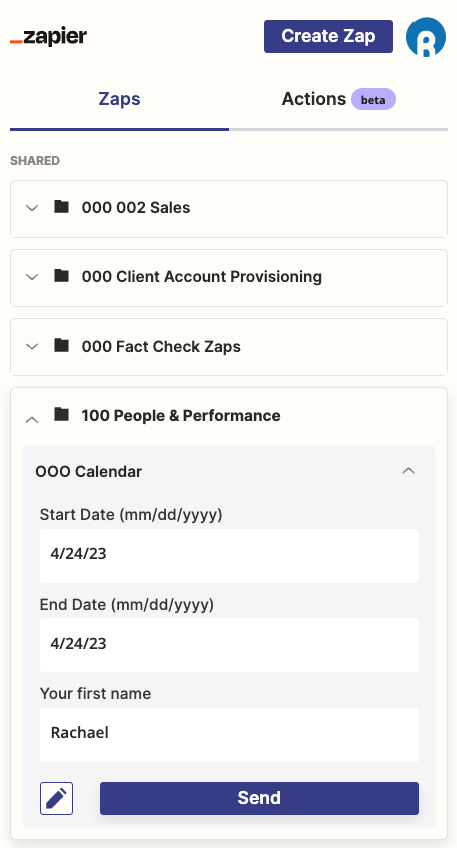 _zapier
Create Zap
R
Zaps
Actions beta
SHARED
000 002 Sales
000 Client Account Provisioning
000 Fact Check Zaps
100 People & Performance
OOO Calendar
Start Date (mm/dd/yyyy)
4/24/23
End Date (mm/dd/yyyy)
4/24/23
Your first name
Rachael
Send